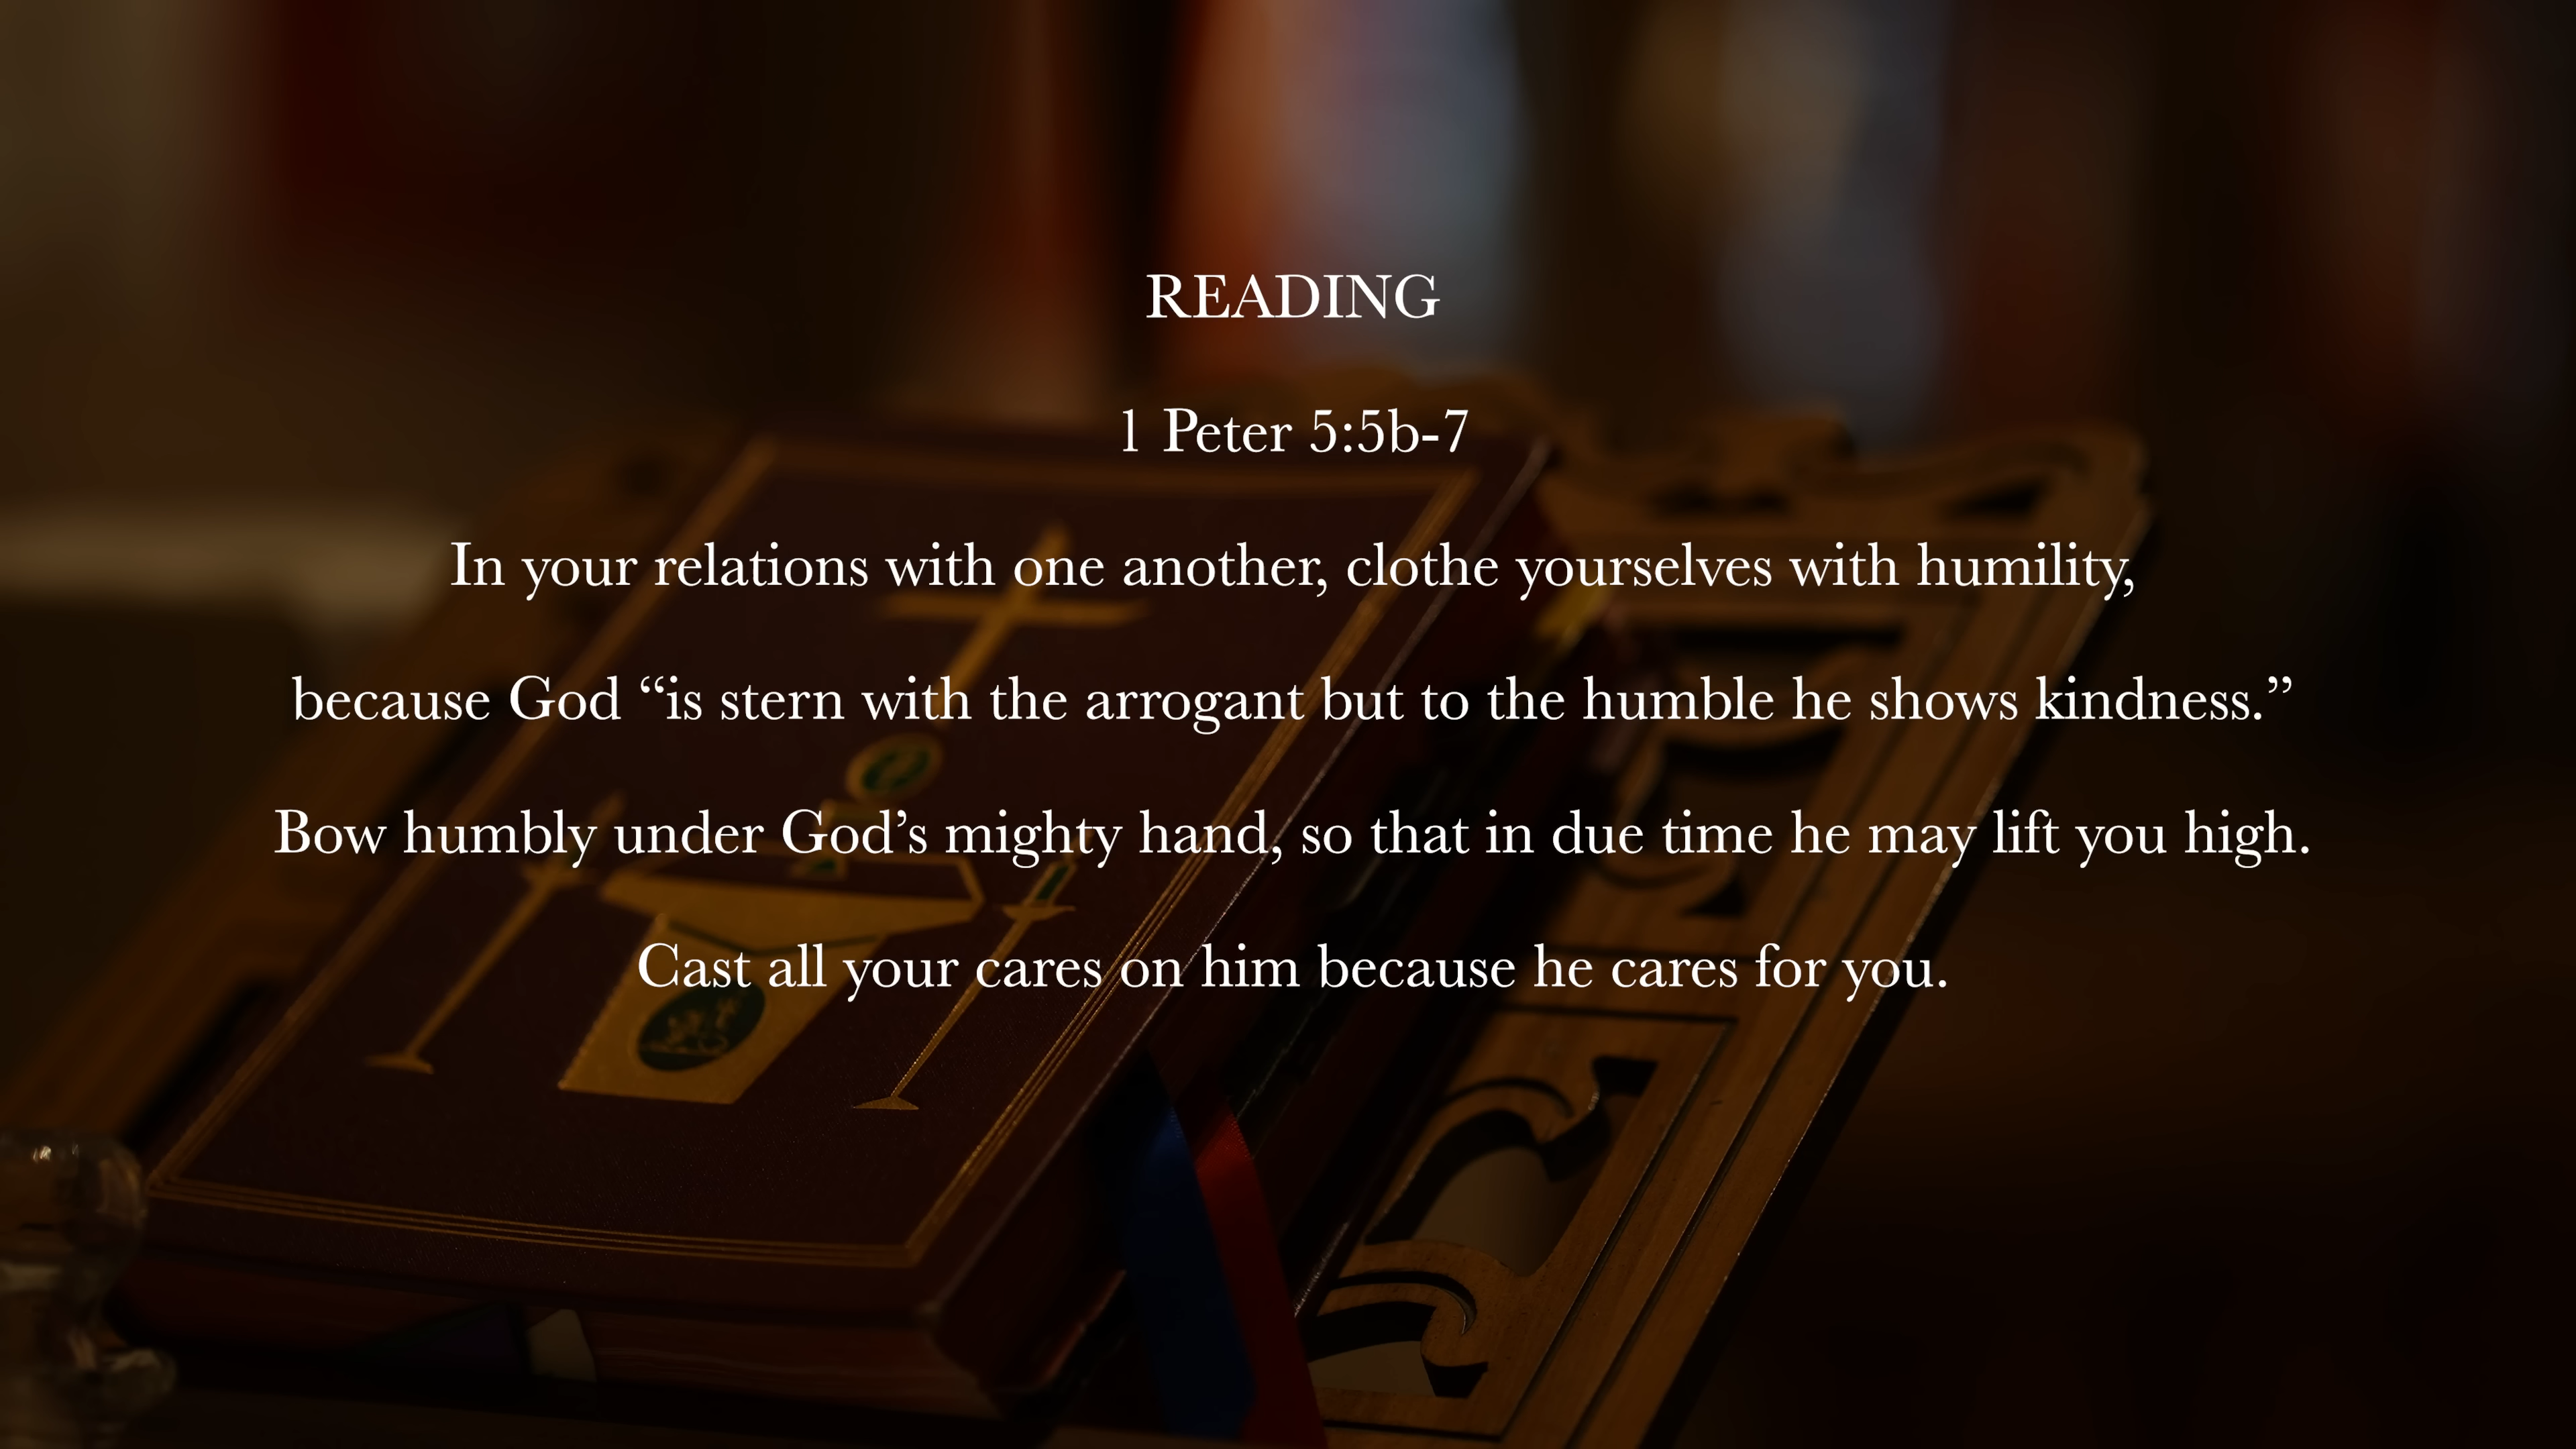 READING
1 Peter 5:5b-7
In your relations with one another, clothe yourselves with humility,
because God “is stern with the arrogant but to the humble he shows kindness.”
Bow humbly under God’s mighty hand, so that in due time he may lift you high.
Cast all your cares on him because he cares for you.